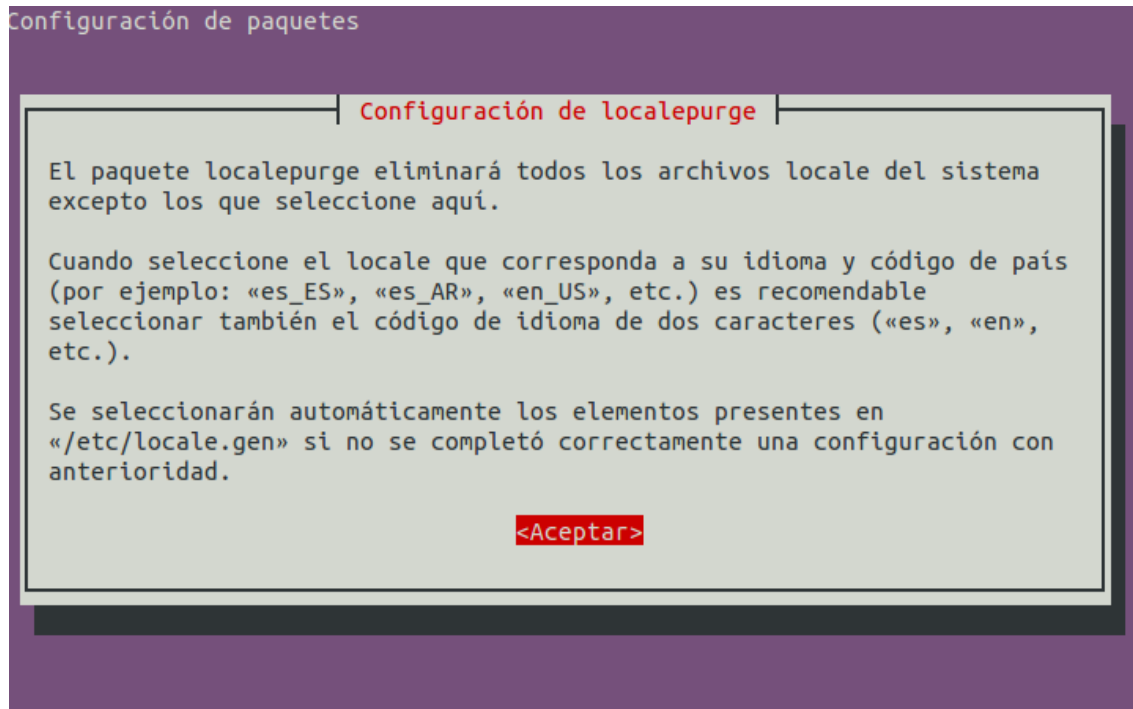 Configuración de paquetes
Configuración de localepurge
El paquete localepurge eliminará todos los archivos locale del sistema
excepto los que seleccione aquí.
Cuando seleccione el locale que corresponda a su idioma y código de país
(por ejemplo: «es_ES», «es_AR», «en_US», etc.) es recomendable
seleccionar también el código de idioma de dos caracteres («es», «en»,
etc.).
Se seleccionarán automáticamente los elementos presentes en
«/etc/locale.gen» si no se completó correctamente una configuración con
anterioridad.
<Aceptar>